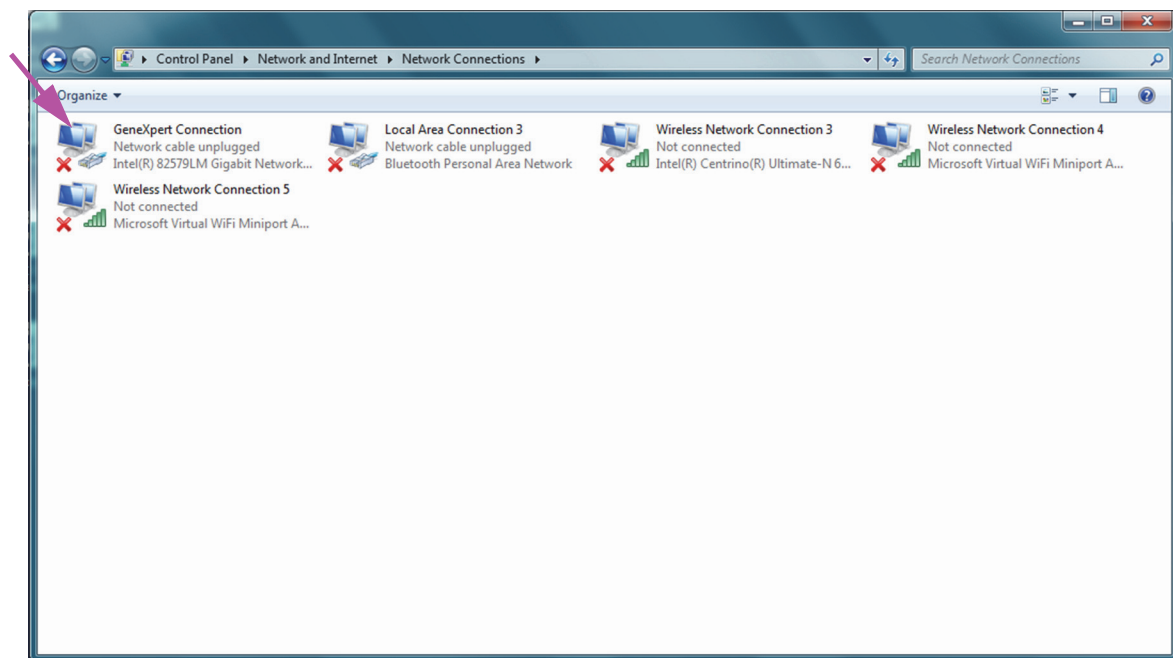 Control Panel Network and Internet Network Connections
Search Network Connections
Organize
GeneXpert Connection
Network cable unplugged
Intel(R) 82579LM Gigabit Network...
Local Area Connection 3
Network cable unplugged
Bluetooth Personal Area Network
Wireless Network Connection 3
Not connected
Intel(R) Centrino(R) Ultimate-N 6...
Wireless Network Connection 4
Not connected
Microsoft Virtual WiFi Miniport A...
Wireless Network Connection 5
Not connected
Microsoft Virtual WiFi Miniport A...